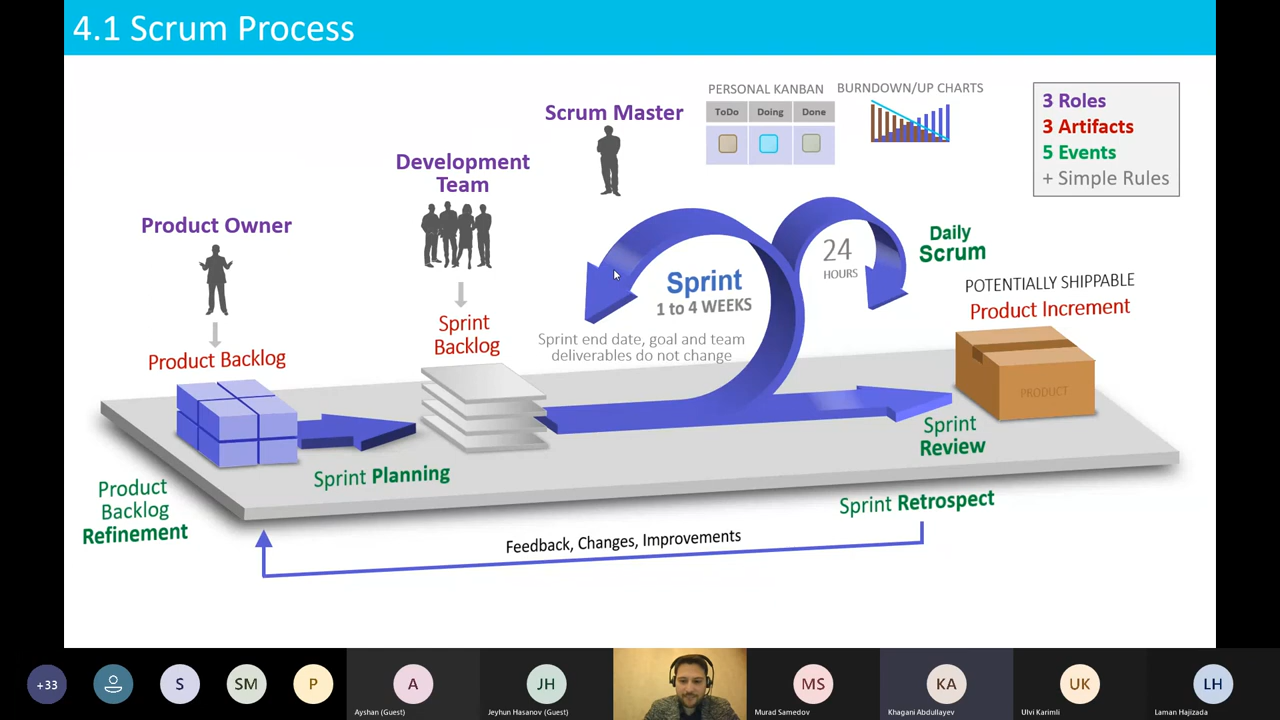 4.1 Scrum Process
PERSONAL KANBAN
ToDo
Doing
Done
BURNDOWN/UP CHARTS
3 Roles
3 Artifacts
5 Events
+ Simple Rules
Scrum Master
Development
Team
Product Owner
Sprint
Backlog
Product Backlog
Sprint
1 to 4 WEEKS
Sprint end date, goal and team
deliverables do not change
24
HOURS
Daily
Scrum
POTENTIALLY SHIPPABLE
Product Increment
PRODUCT
Sprint
Review
Sprint Planning
Product
Backlog
Refinement
Sprint Retrospect
Feedback, Changes, Improvements
+33
S
SM
P
A
Ayshan (Guest)
JH
Jeyhun Hasanov (Guest)
MS
Murad Samedov
KA
Khagani Abdullayev
UK
Ulvi Karimli
LH
Laman Hajizada